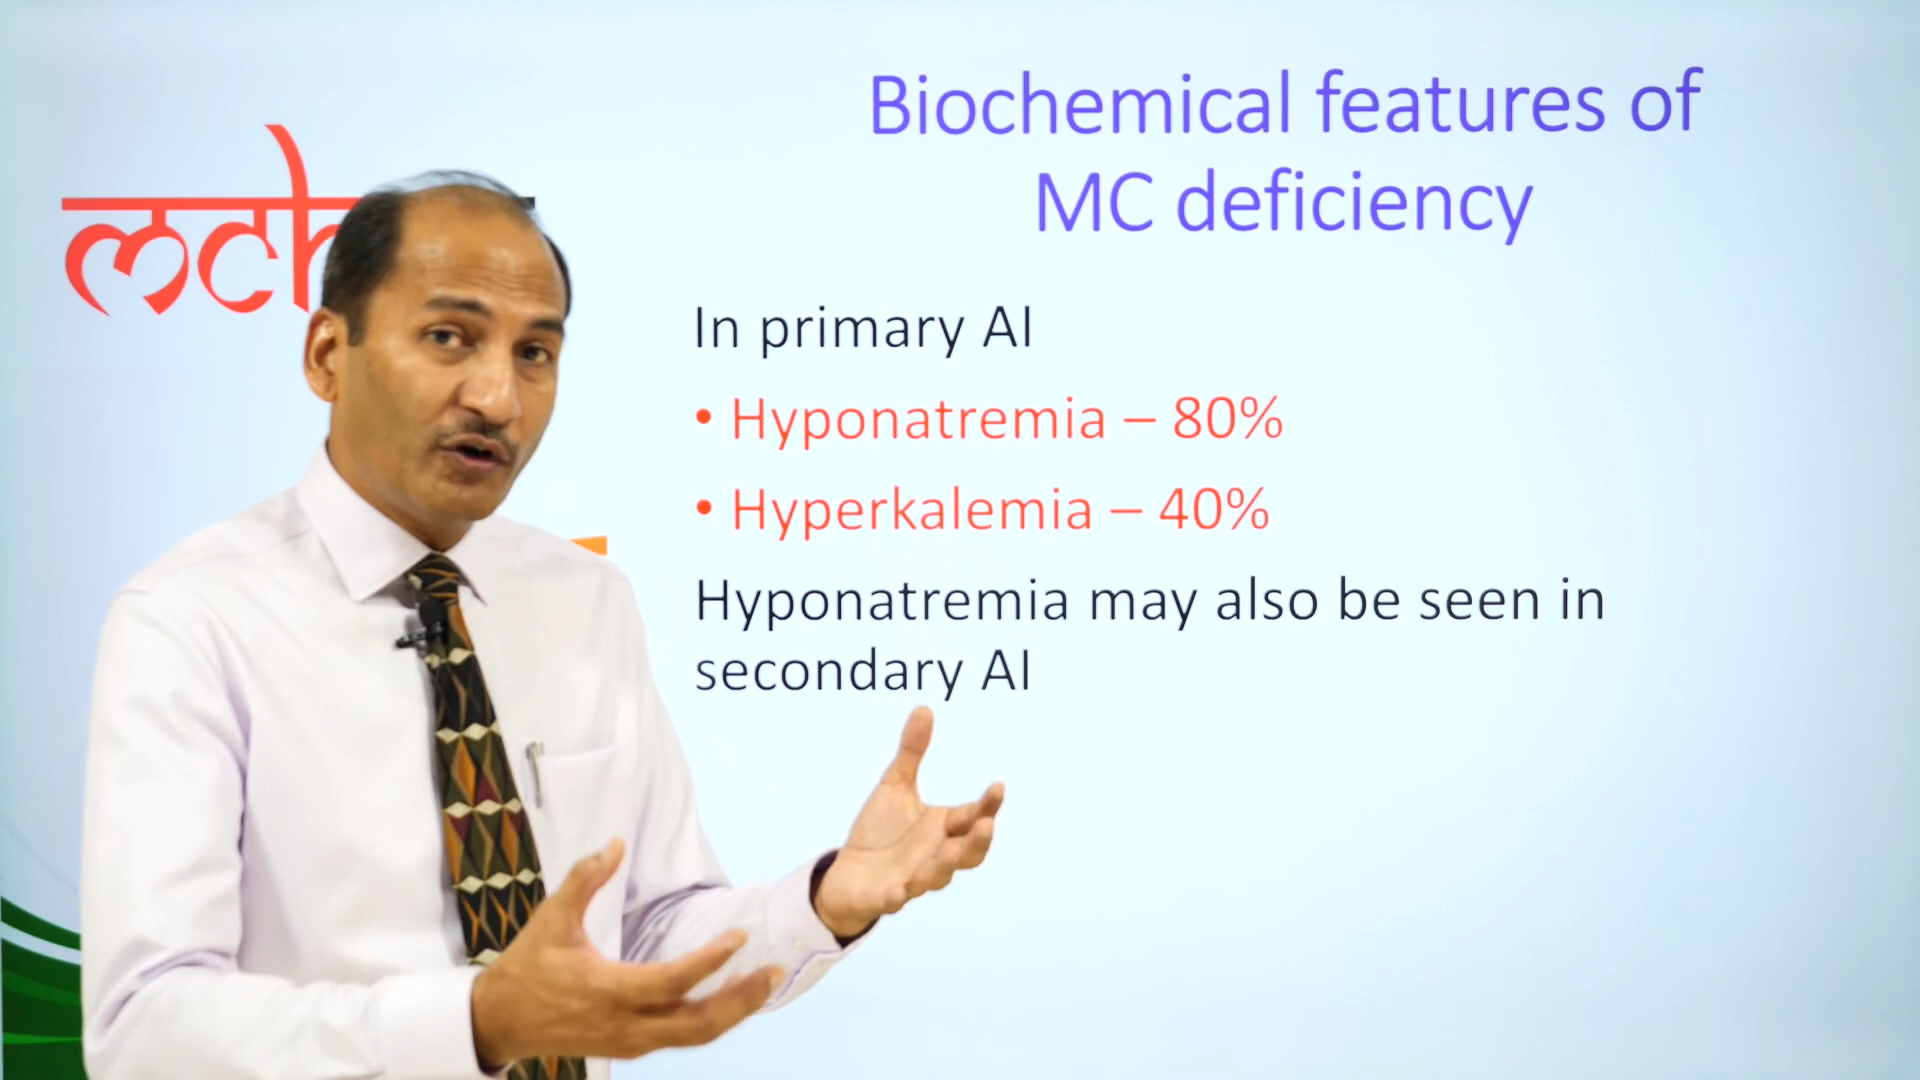 Biochemical features of
MC deficiency
In primary AI
• Hyponatremia – 80%
• Hyperkalemia – 40%
Hyponatremia may also be seen in
secondary AI